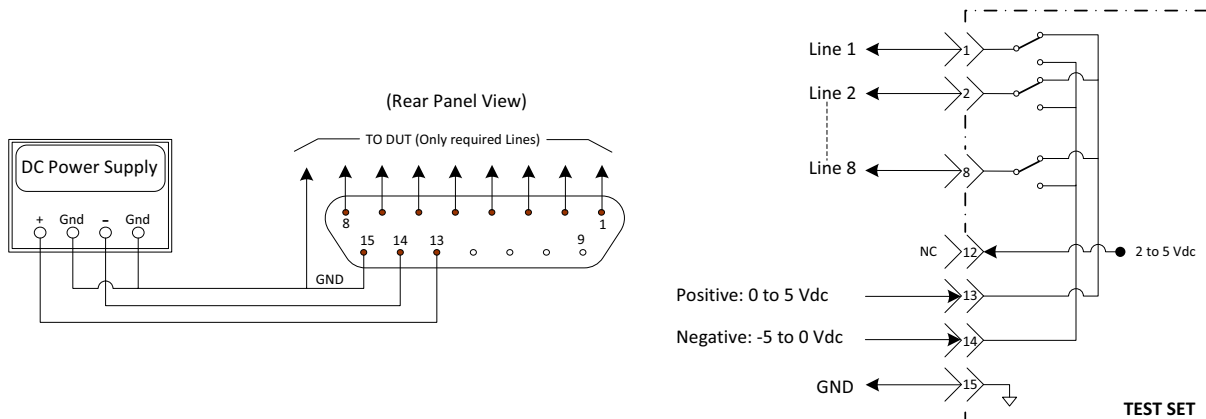 (Rear Panel View)
TO DUT (Only required Lines)
DC Power Supply
+ Gnd - Gnd
8 1
15 14 13 9
GND
Line 1 1
Line 2 2
Line 8 8
NC 12 2 to 5 Vdc
Positive: 0 to 5 Vdc 13
Negative: -5 to 0 Vdc 14
GND 15
TEST SET